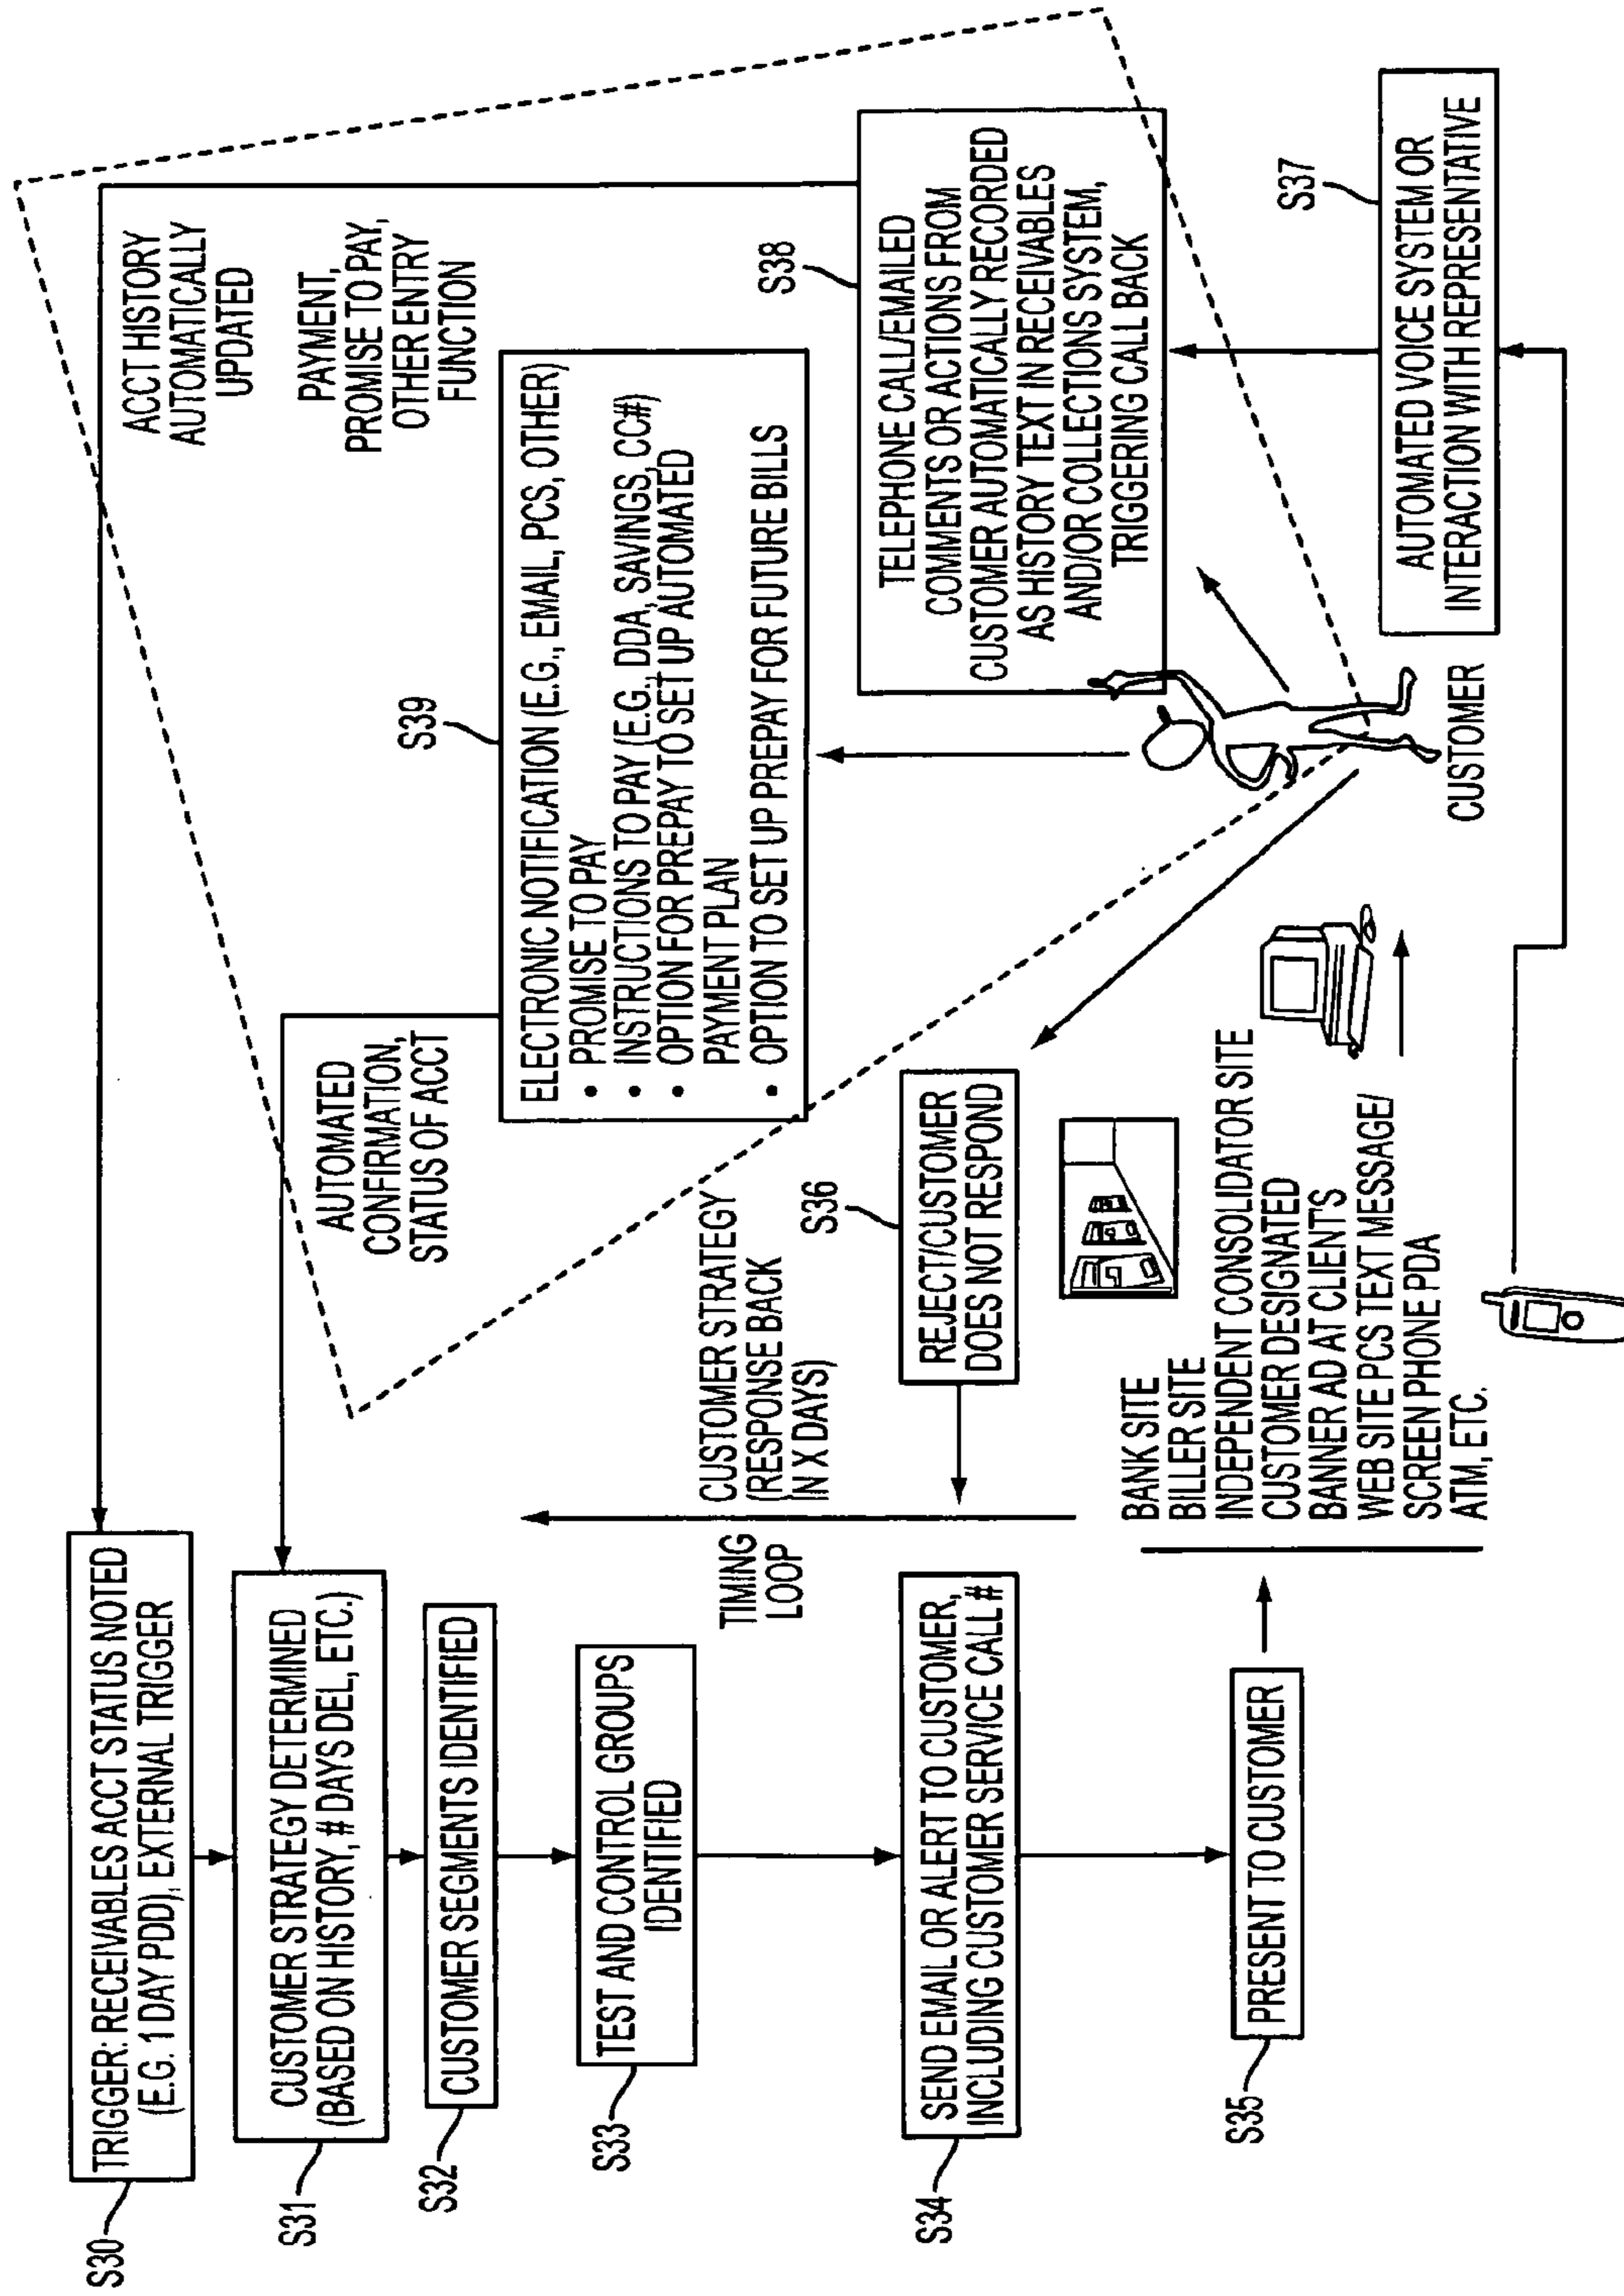 S30
TRIGGER: RECEIVABLES ACCT STATUS NOTED
(E.G. 1 DAY PDD), EXTERNAL TRIGGER
S31
CUSTOMER STRATEGY DETERMINED
(BASED ON HISTORY, # DAYS DEL, ETC.)
S32
CUSTOMER SEGMENTS IDENTIFIED
S33
TEST AND CONTROL GROUPS
IDENTIFIED
S34
SEND EMAIL OR ALERT TO CUSTOMER,
INCLUDING CUSTOMER SERVICE CALL #
S35
PRESENT TO CUSTOMER
TIMING
LOOP
CUSTOMER STRATEGY
(RESPONSE BACK
IN X DAYS)
S36
REJECT/CUSTOMER
DOES NOT RESPOND
BANK SITE
BILLER SITE
INDEPENDENT CONSOLIDATOR SITE
CUSTOMER DESIGNATED
BANNER AD AT CLIENT'S
WEB SITE PCS TEXT MESSAGE/
SCREEN PHONE PDA
ATM, ETC.
AUTOMATED
CONFIRMATION,
STATUS OF ACCT
S39
ELECTRONIC NOTIFICATION (E.G., EMAIL, PCS, OTHER)
• PROMISE TO PAY
• INSTRUCTIONS TO PAY (E.G. DDA, SAVINGS, CC#)
• OPTION FOR PREPAY TO SET UP AUTOMATED
PAYMENT PLAN
• OPTION TO SET UP PREPAY FOR FUTURE BILLS
ACCT HISTORY
AUTOMATICALLY
UPDATED
PAYMENT,
PROMISE TO PAY,
OTHER ENTRY
FUNCTION
S38
TELEPHONE CALL/EMAILED
COMMENTS OR ACTIONS FROM
CUSTOMER AUTOMATICALLY RECORDED
AS HISTORY TEXT IN RECEIVABLES
AND/OR COLLECTIONS SYSTEM,
TRIGGERING CALL BACK
CUSTOMER
S37
AUTOMATED VOICE SYSTEM OR
INTERACTION WITH REPRESENTATIVE